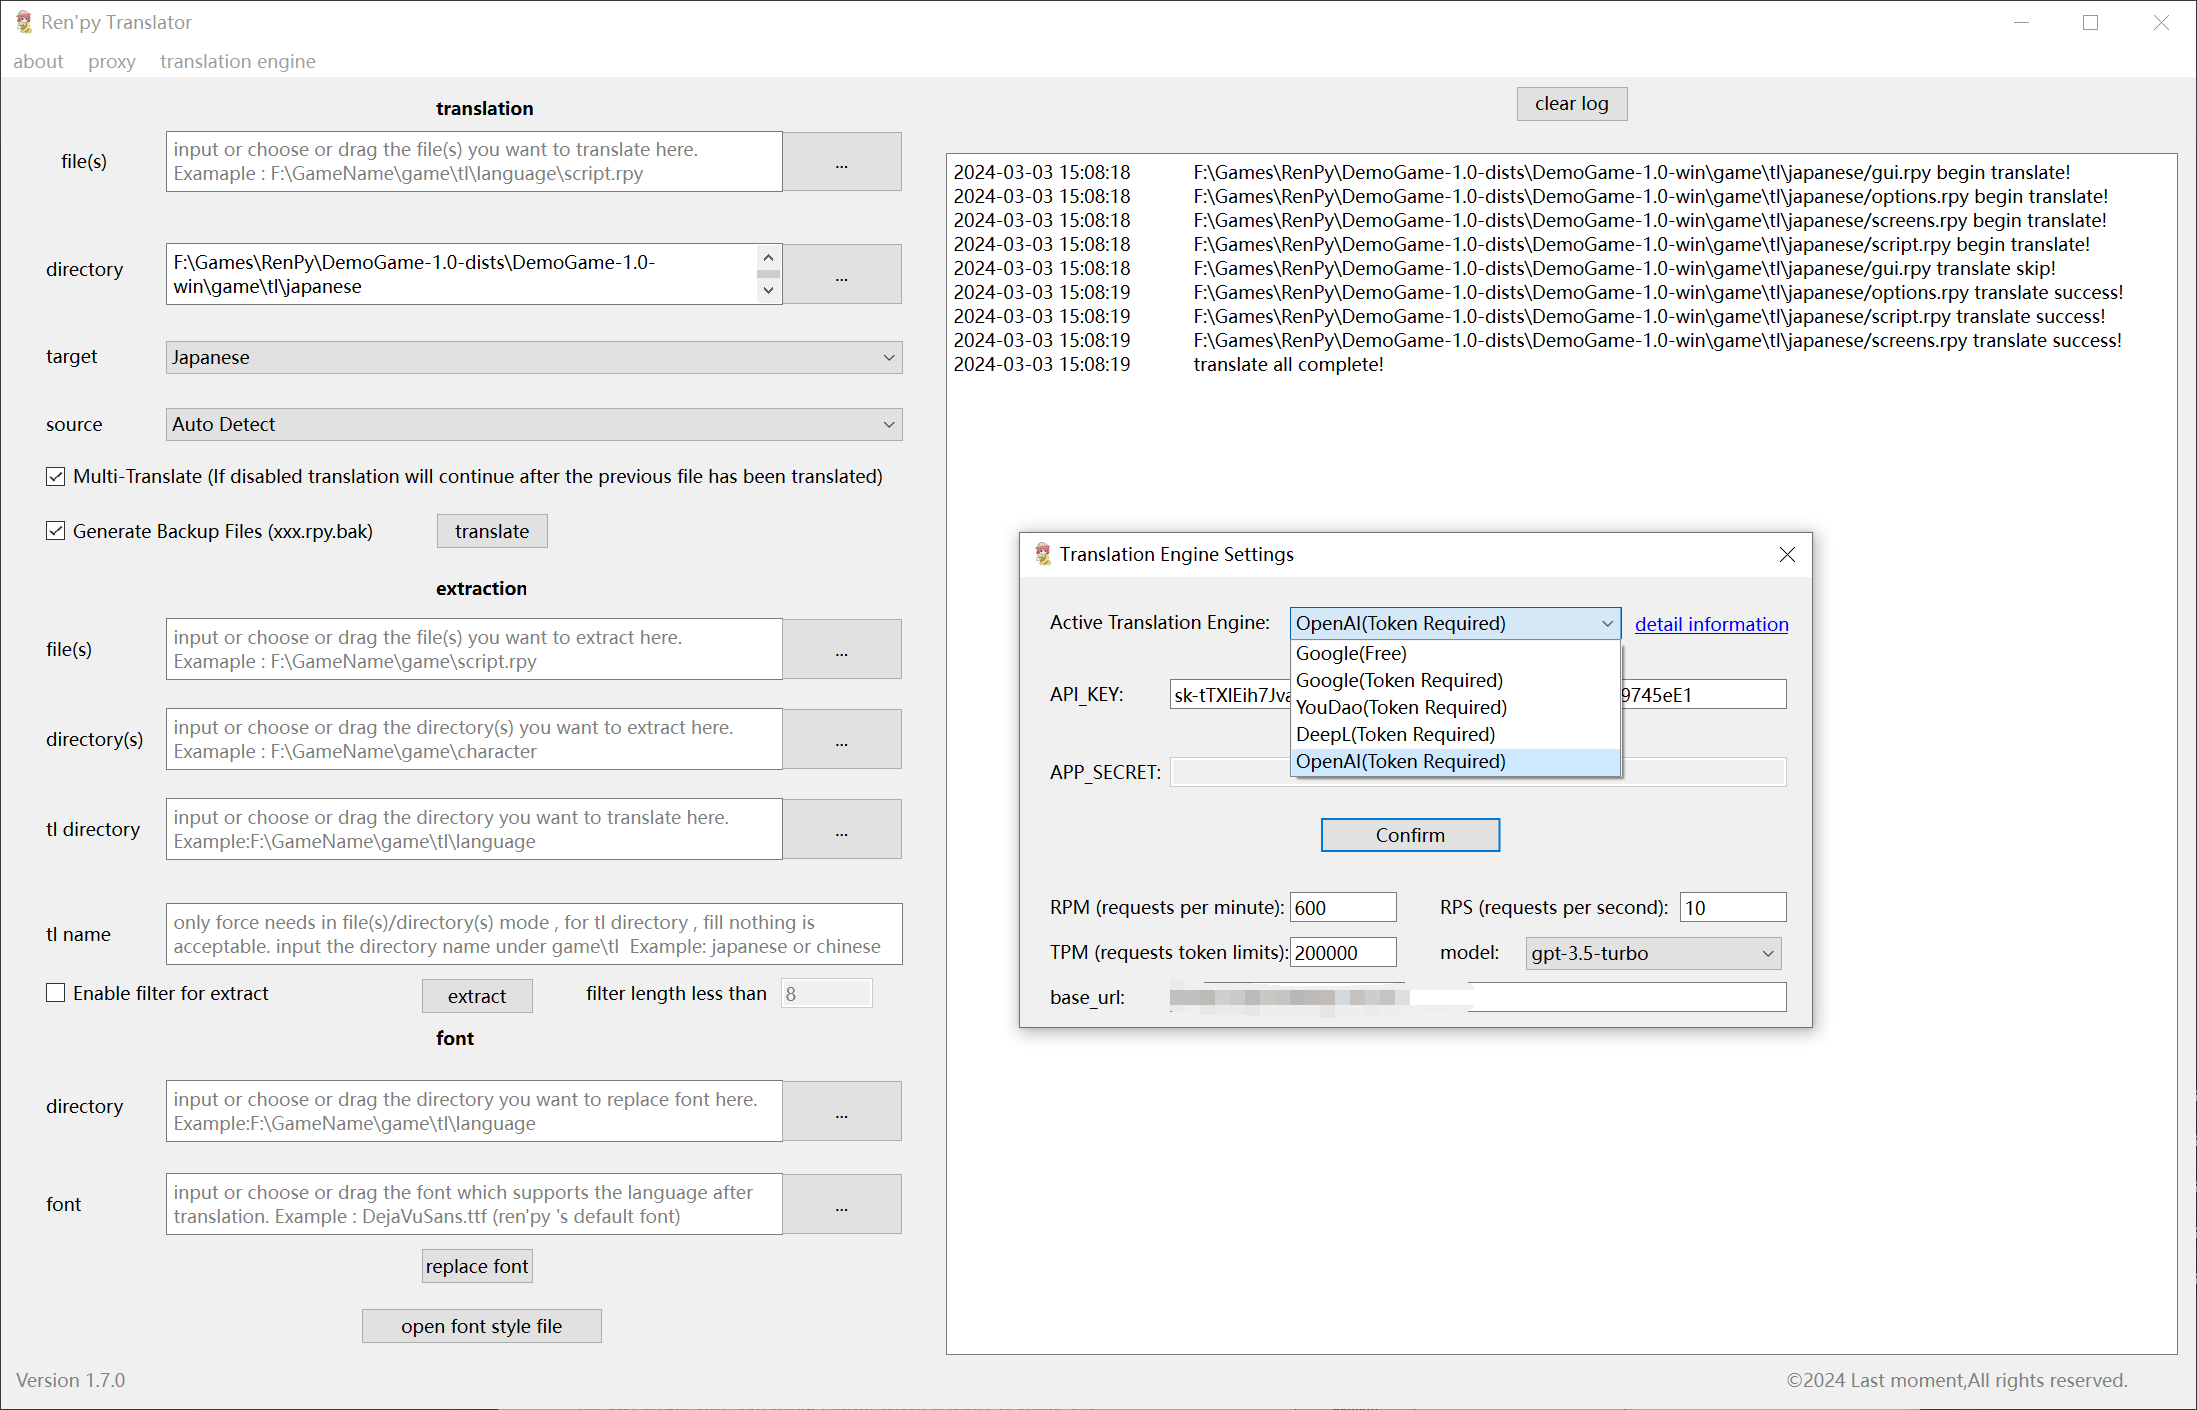 Ren'py Translator
about proxy translation engine
translation
file(s)
input or choose or drag the file(s) you want to translate here.
Examaple : F:\GameName\game\tl\language\script.rpy
...
directory
F:\Games\RenPy\DemoGame-1.0-dists\DemoGame-1.0-
win\game\tl\japanese
...
target
Japanese
source
Auto Detect
Multi-Translate (If disabled translation will continue after the previous file has been translated)
Generate Backup Files (xxx.rpy.bak)
translate
extraction
file(s)
input or choose or drag the file(s) you want to extract here.
Examaple : F:\GameName\game\script.rpy
...
directory(s)
input or choose or drag the directory(s) you want to extract here.
Examaple : F:\GameName\game\character
...
tl directory
input or choose or drag the directory you want to translate here.
Example:F:\GameName\game\tl\language
...
tl name
only force needs in file(s)/directory(s) mode , for tl directory , fill nothing is
acceptable. input the directory name under game\tl  Example: japanese or chinese
Enable filter for extract
extract
filter length less than
8
font
directory
input or choose or drag the directory you want to replace font here.
Example:F:\GameName\game\tl\language
...
font
input or choose or drag the font which supports the language after
translation. Example : DejaVuSans.ttf (ren'py 's default font)
...
replace font
open font style file
Version 1.7.0
clear log
2024-03-03 15:08:18 F:\Games\RenPy\DemoGame-1.0-dists\DemoGame-1.0-win\game\tl\japanese/gui.rpy begin translate!
2024-03-03 15:08:18 F:\Games\RenPy\DemoGame-1.0-dists\DemoGame-1.0-win\game\tl\japanese/options.rpy begin translate!
2024-03-03 15:08:18 F:\Games\RenPy\DemoGame-1.0-dists\DemoGame-1.0-win\game\tl\japanese/screens.rpy begin translate!
2024-03-03 15:08:18 F:\Games\RenPy\DemoGame-1.0-dists\DemoGame-1.0-win\game\tl\japanese/script.rpy begin translate!
2024-03-03 15:08:18 F:\Games\RenPy\DemoGame-1.0-dists\DemoGame-1.0-win\game\tl\japanese/gui.rpy translate skip!
2024-03-03 15:08:19 F:\Games\RenPy\DemoGame-1.0-dists\DemoGame-1.0-win\game\tl\japanese/options.rpy translate success!
2024-03-03 15:08:19 F:\Games\RenPy\DemoGame-1.0-dists\DemoGame-1.0-win\game\tl\japanese/script.rpy translate success!
2024-03-03 15:08:19 F:\Games\RenPy\DemoGame-1.0-dists\DemoGame-1.0-win\game\tl\japanese/screens.rpy translate success!
2024-03-03 15:08:19 translate all complete!
Translation Engine Settings
Active Translation Engine:
OpenAI(Token Required)
detail information
Google(Free)
Google(Token Required)
YouDao(Token Required)
DeepL(Token Required)
OpenAI(Token Required)
API_KEY:
9745eE1
APP_SECRET:
Confirm
RPM (requests per minute): 600
RPS (requests per second): 10
TPM (requests token limits): 200000
model: gpt-3.5-turbo
base_url:
©2024 Last moment,All rights reserved.